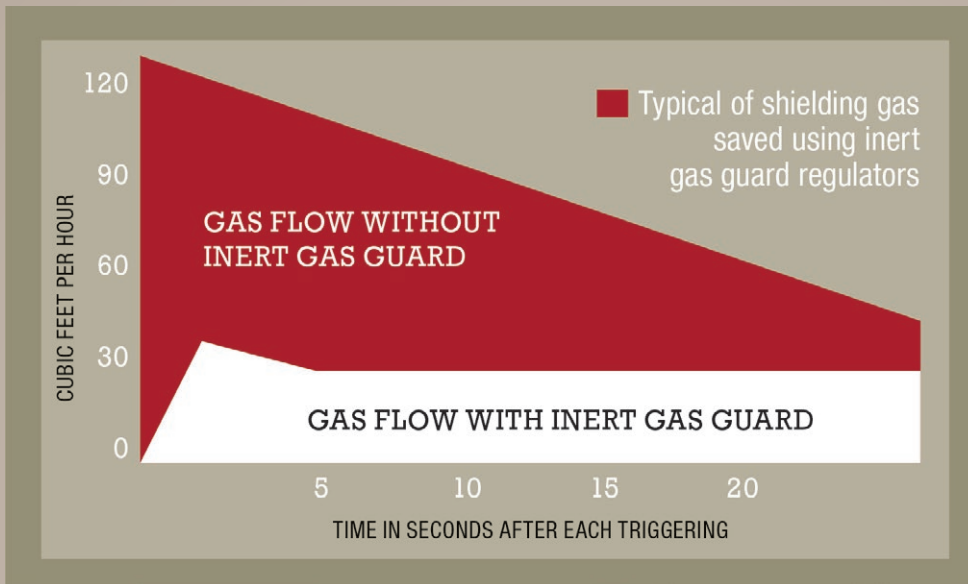 120
90
60
30
0
CUBIC FEET PER HOUR
Typical of shielding gas
saved using inert
gas guard regulators
GAS FLOW WITHOUT
INERT GAS GUARD
GAS FLOW WITH INERT GAS GUARD
5 10 15 20
TIME IN SECONDS AFTER EACH TRIGGERING